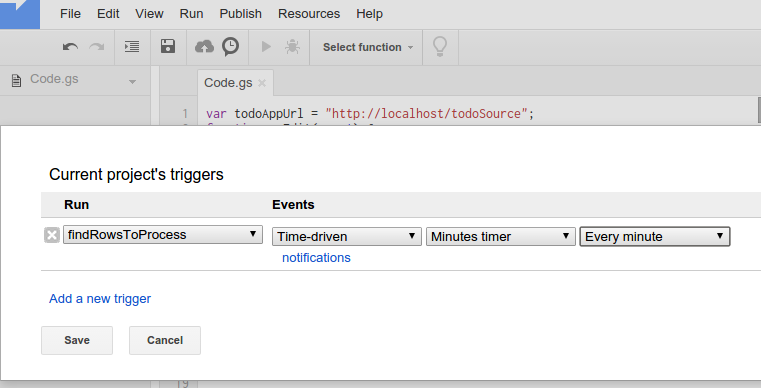 File Edit View Run Publish Resources Help
Select function
Code.gs Code.gs
1 var todoAppUrl = "http://localhost/todoSource";
Current project's triggers
Run Events
findRowsToProcess Time-driven Minutes timer Every minute
notifications
Add a new trigger
Save Cancel
19